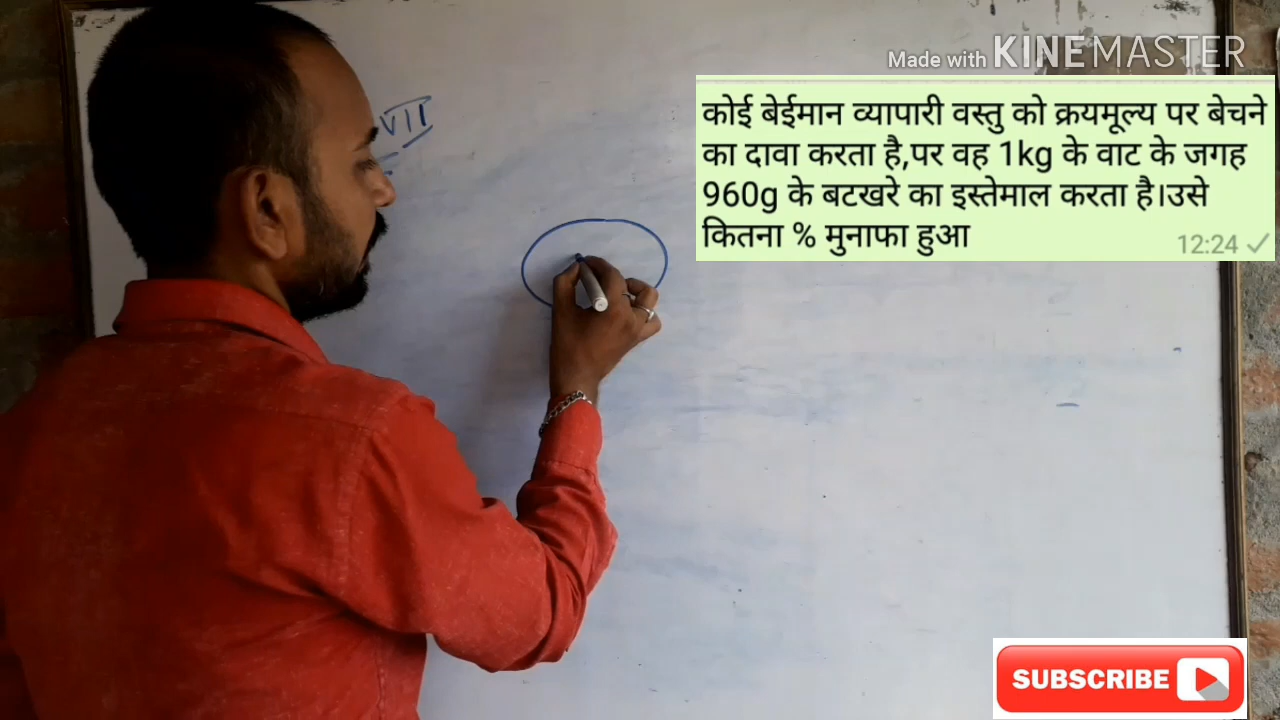 Made with KINEMASTER
VII
कोई बेईमान व्यापारी वस्तु को क्रयमूल्य पर बेचने
का दावा करता है,पर वह 1kg के वाट के जगह
960g के बटखरे का इस्तेमाल करता है।उसे
कितना % मुनाफा हुआ
12:24
SUBSCRIBE